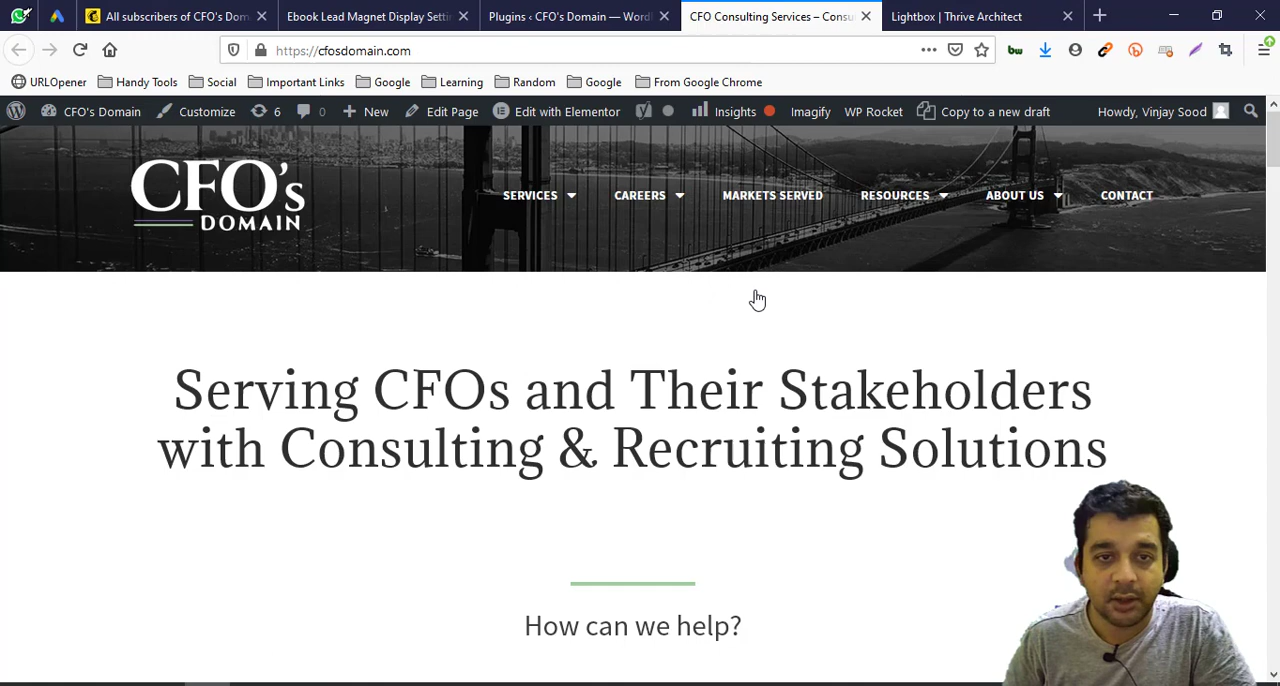 All subscribers of CFO's Dom
Ebook Lead Magnet Display Settin
Plugins ‹ CFO's Domain — Word
CFO Consulting Services – Consu
Lightbox | Thrive Architect
https://cfosdomain.com
URLOpener
Handy Tools
Social
Important Links
Google
Learning
Random
Google
From Google Chrome
CFO's Domain
Customize
6
0
New
Edit Page
Edit with Elementor
Insights
Imagify
WP Rocket
Copy to a new draft
Howdy, Vinjay Sood
CFO's
DOMAIN
SERVICES
CAREERS
MARKETS SERVED
RESOURCES
ABOUT US
CONTACT
Serving CFOs and Their Stakeholders
with Consulting & Recruiting Solutions
How can we help?